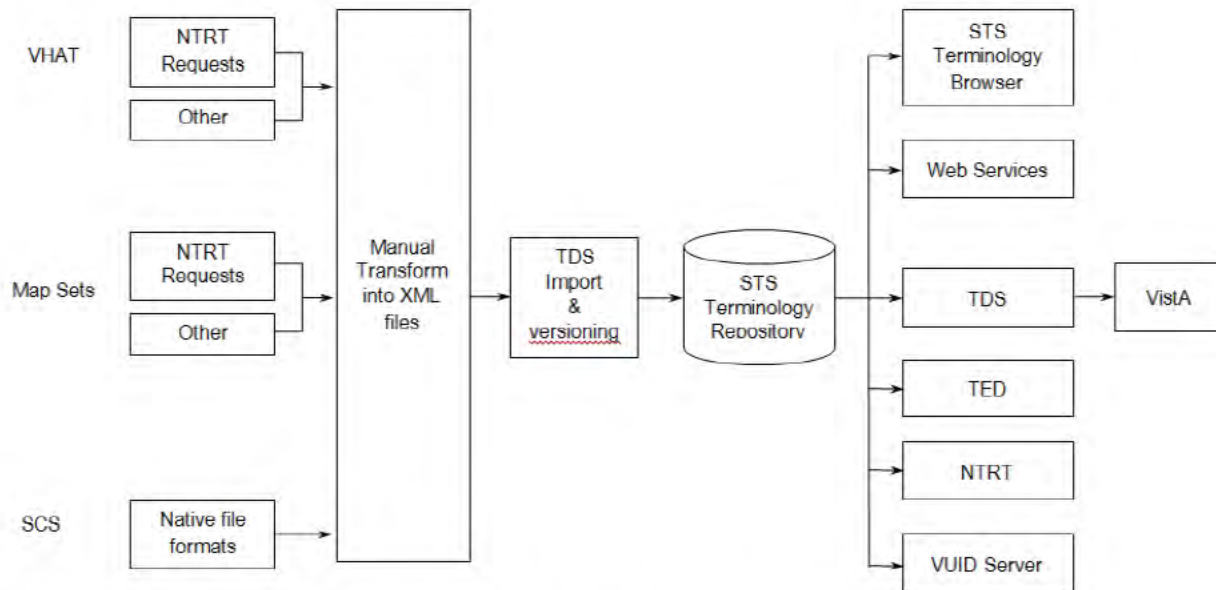 VHAT
NTRT
Requests
Other
Map Sets
NTRT
Requests
Other
SCS
Native file
formats
Manual
Transform
into XML
files
TDS
Import
&
versioning
STS
Terminology
Repository
STS
Terminology
Browser
Web Services
TDS
VistA
TED
NTRT
VUID Server